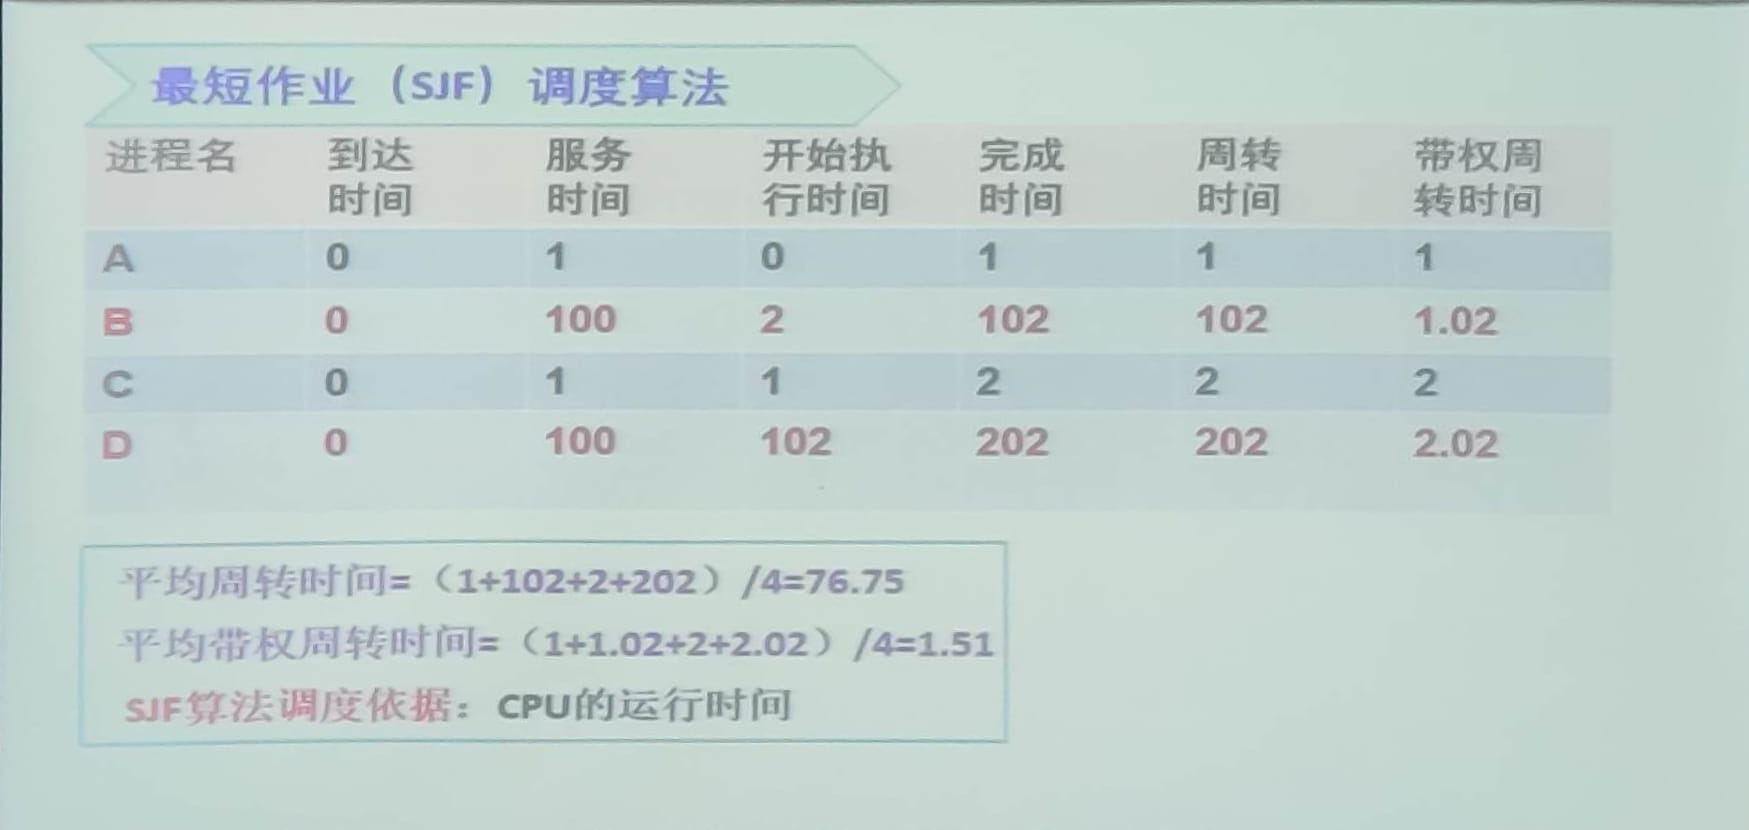 最短作业（SJF）调度算法
进程名 到达时间 服务时间 开始执行时间 完成时间 周转时间 带权周转时间
A 0 1 0 1 1 1
B 0 100 2 102 102 1.02
C 0 1 1 2 2 2
D 0 100 102 202 202 2.02
平均周转时间=（1+102+2+202）/4=76.75
平均带权周转时间=（1+1.02+2+2.02）/4=1.51
SJF算法调度依据：CPU的运行时间